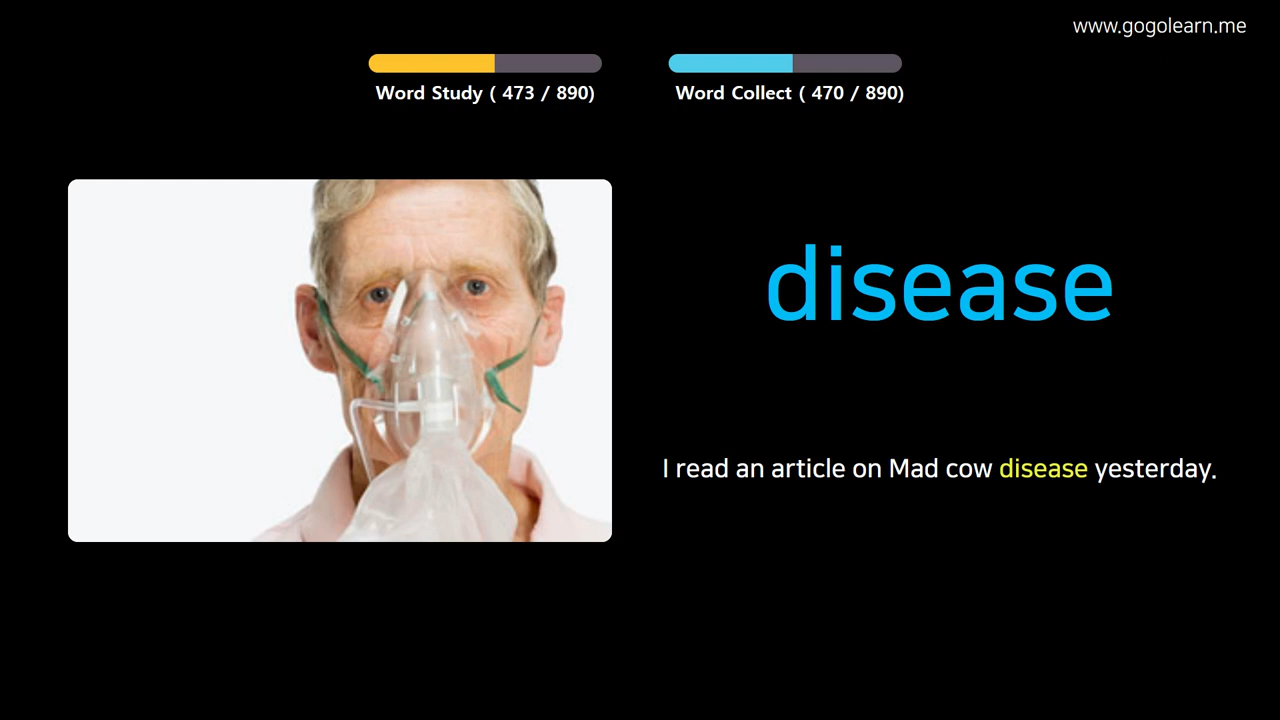 www.gogolearn.me
Word Study ( 473 / 890)
Word Collect ( 470 / 890)
disease
I read an article on Mad cow disease yesterday.